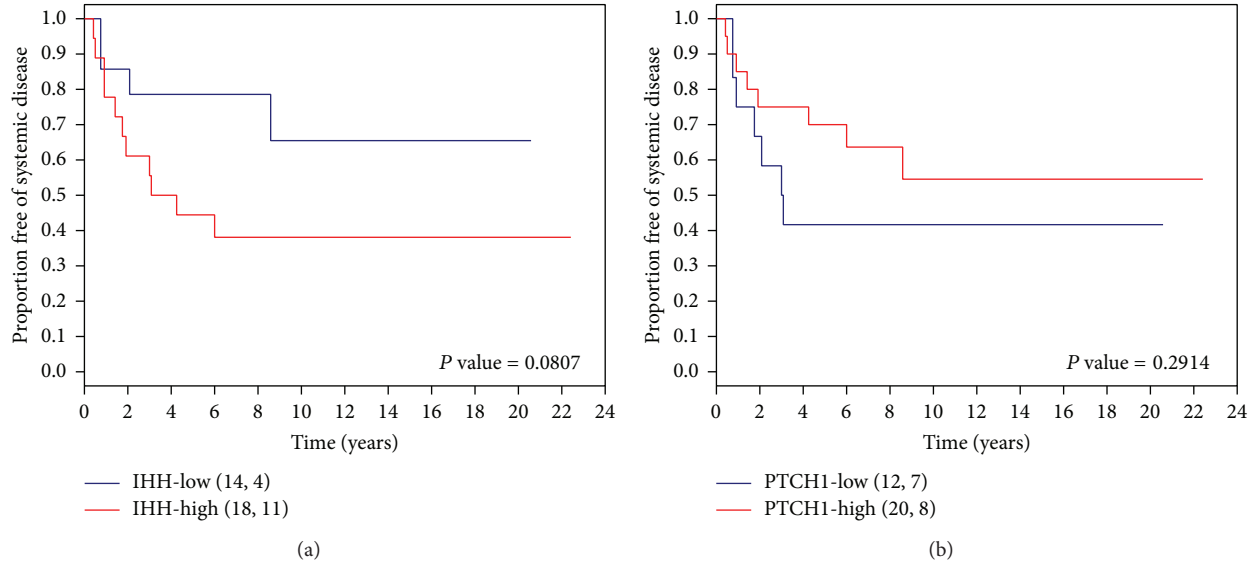 Proportion free of systemic disease
1.0
0.9
0.8
0.7
0.6
0.5
0.4
0.3
0.2
0.1
0.0
P value = 0.0807
0 2 4 6 8 10 12 14 16 18 20 22 24
Time (years)
IHH-low (14, 4)
IHH-high (18, 11)
(a)
Proportion free of systemic disease
1.0
0.9
0.8
0.7
0.6
0.5
0.4
0.3
0.2
0.1
0.0
P value = 0.2914
0 2 4 6 8 10 12 14 16 18 20 22 24
Time (years)
PTCH1-low (12, 7)
PTCH1-high (20, 8)
(b)